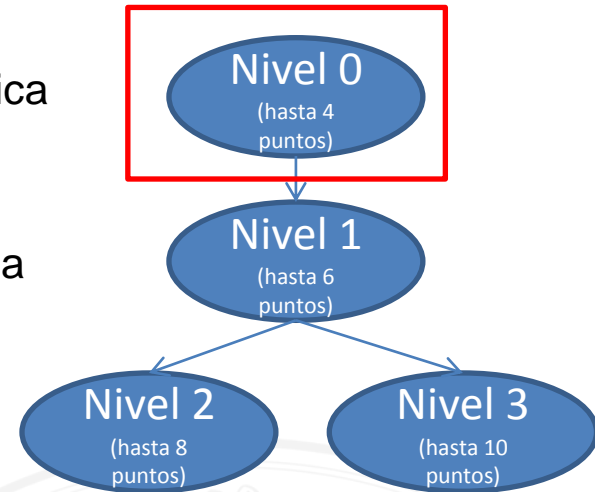 ica
Nivel 0
(hasta 4
puntos)
a
Nivel 1
(hasta 6
puntos)
Nivel 2
(hasta 8
puntos)
Nivel 3
(hasta 10
puntos)